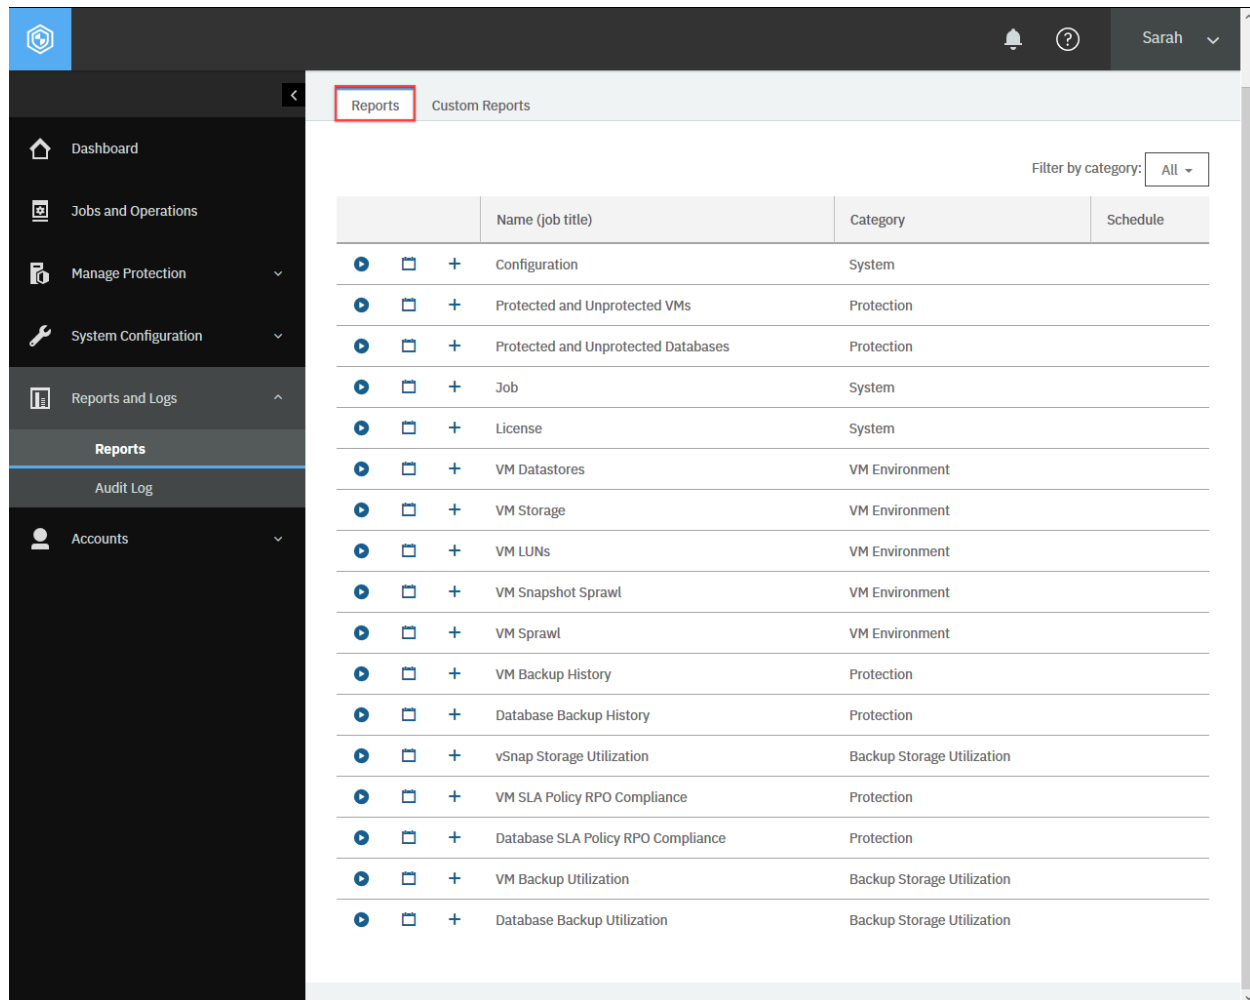 Sarah
Reports Custom Reports
Dashboard
Filter by category: All
Jobs and Operations
Name (job title) Category Schedule
Configuration System
Manage Protection
Protected and Unprotected VMs Protection
System Configuration
Protected and Unprotected Databases Protection
Job System
Reports and Logs
License System
Reports
VM Datastores VM Environment
Audit Log
VM Storage VM Environment
Accounts
VM LUNs VM Environment
VM Snapshot Sprawl VM Environment
VM Sprawl VM Environment
VM Backup History Protection
Database Backup History Protection
vSnap Storage Utilization Backup Storage Utilization
VM SLA Policy RPO Compliance Protection
Database SLA Policy RPO Compliance Protection
VM Backup Utilization Backup Storage Utilization
Database Backup Utilization Backup Storage Utilization